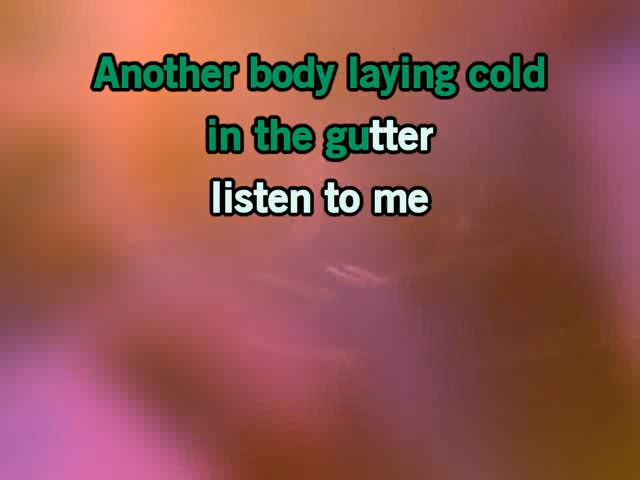 Another body laying cold
in the gutter
listen to me